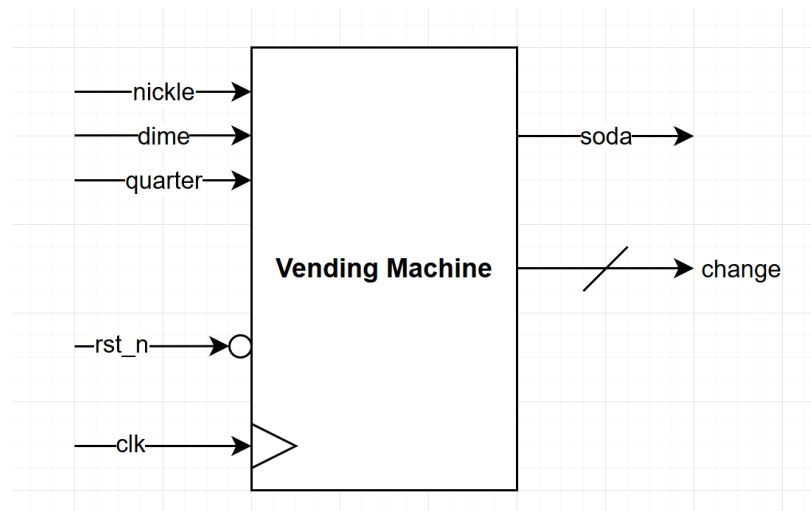 nickle
dime
quarter
soda
Vending Machine
change
rst_n
clk